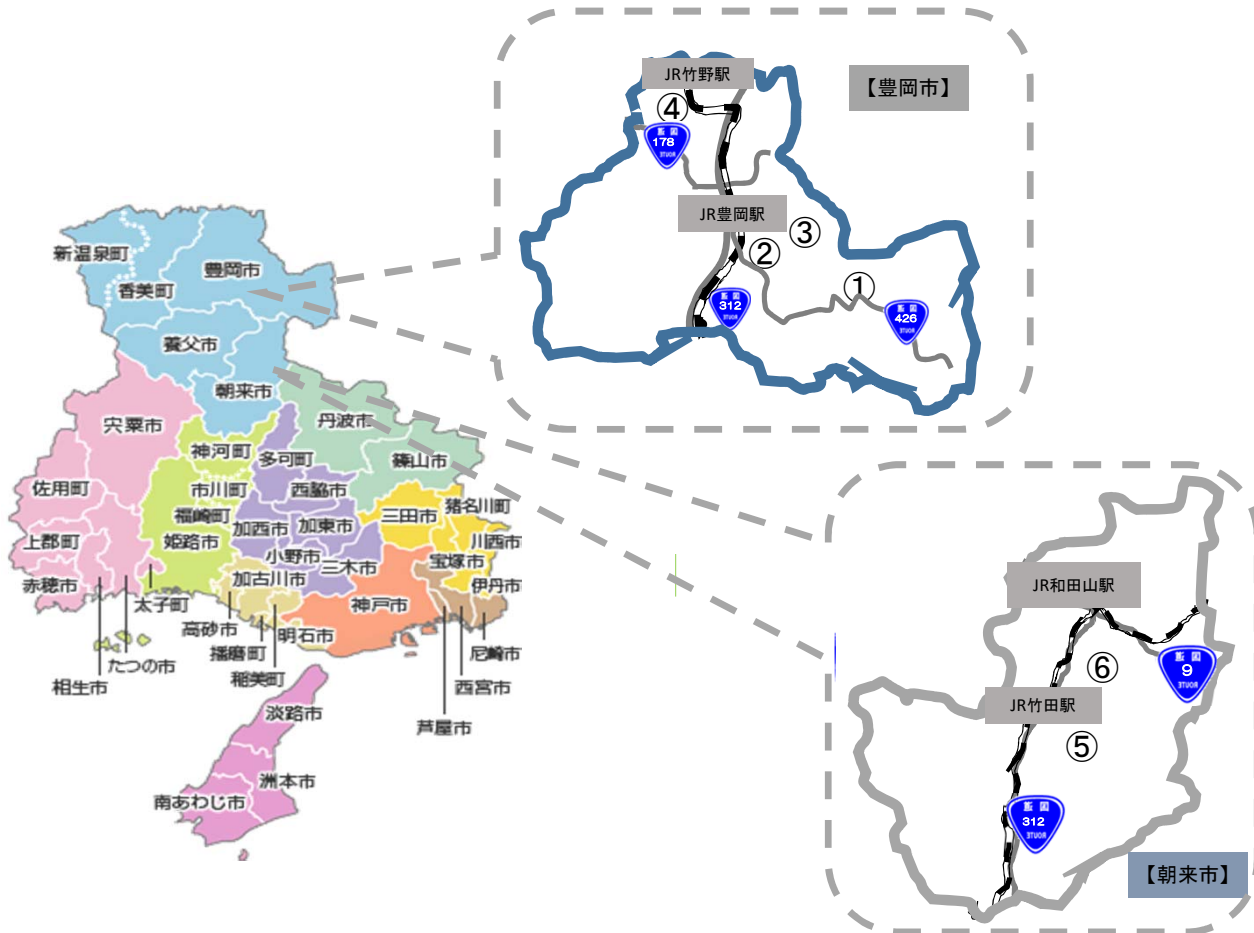 新温泉町
香美町
豊岡市
養父市
朝来市
宍粟市
丹波市
神河町
多可町
篠山市
佐用町
市川町
西脇市
猪名川町
福崎町
加西市
加東市
三田市
上郡町
姫路市
川西市
小野市
三木市
宝塚市
赤穂市
加古川市
伊丹市
太子町
神戸市
高砂市
明石市
たつの市
播磨町
尼崎市
相生市
稲美町
西宮市
芦屋市
淡路市
洲本市
南あわじ市
【豊岡市】
JR竹野駅
④
178
JR豊岡駅
③
②
①
312
426
JR和田山駅
⑥
9
JR竹田駅
⑤
312
【朝来市】